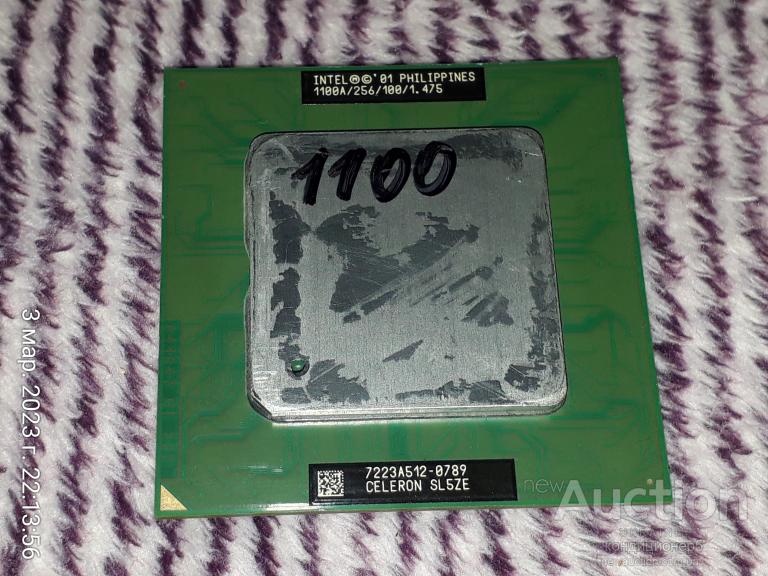 INTEL®©'01 PHILIPPINES
1100A/256/100/1.475
1100
7223A512-0789
CELERON SL5ZE
3 мар. 2023 г. 22:13:56
newAuction